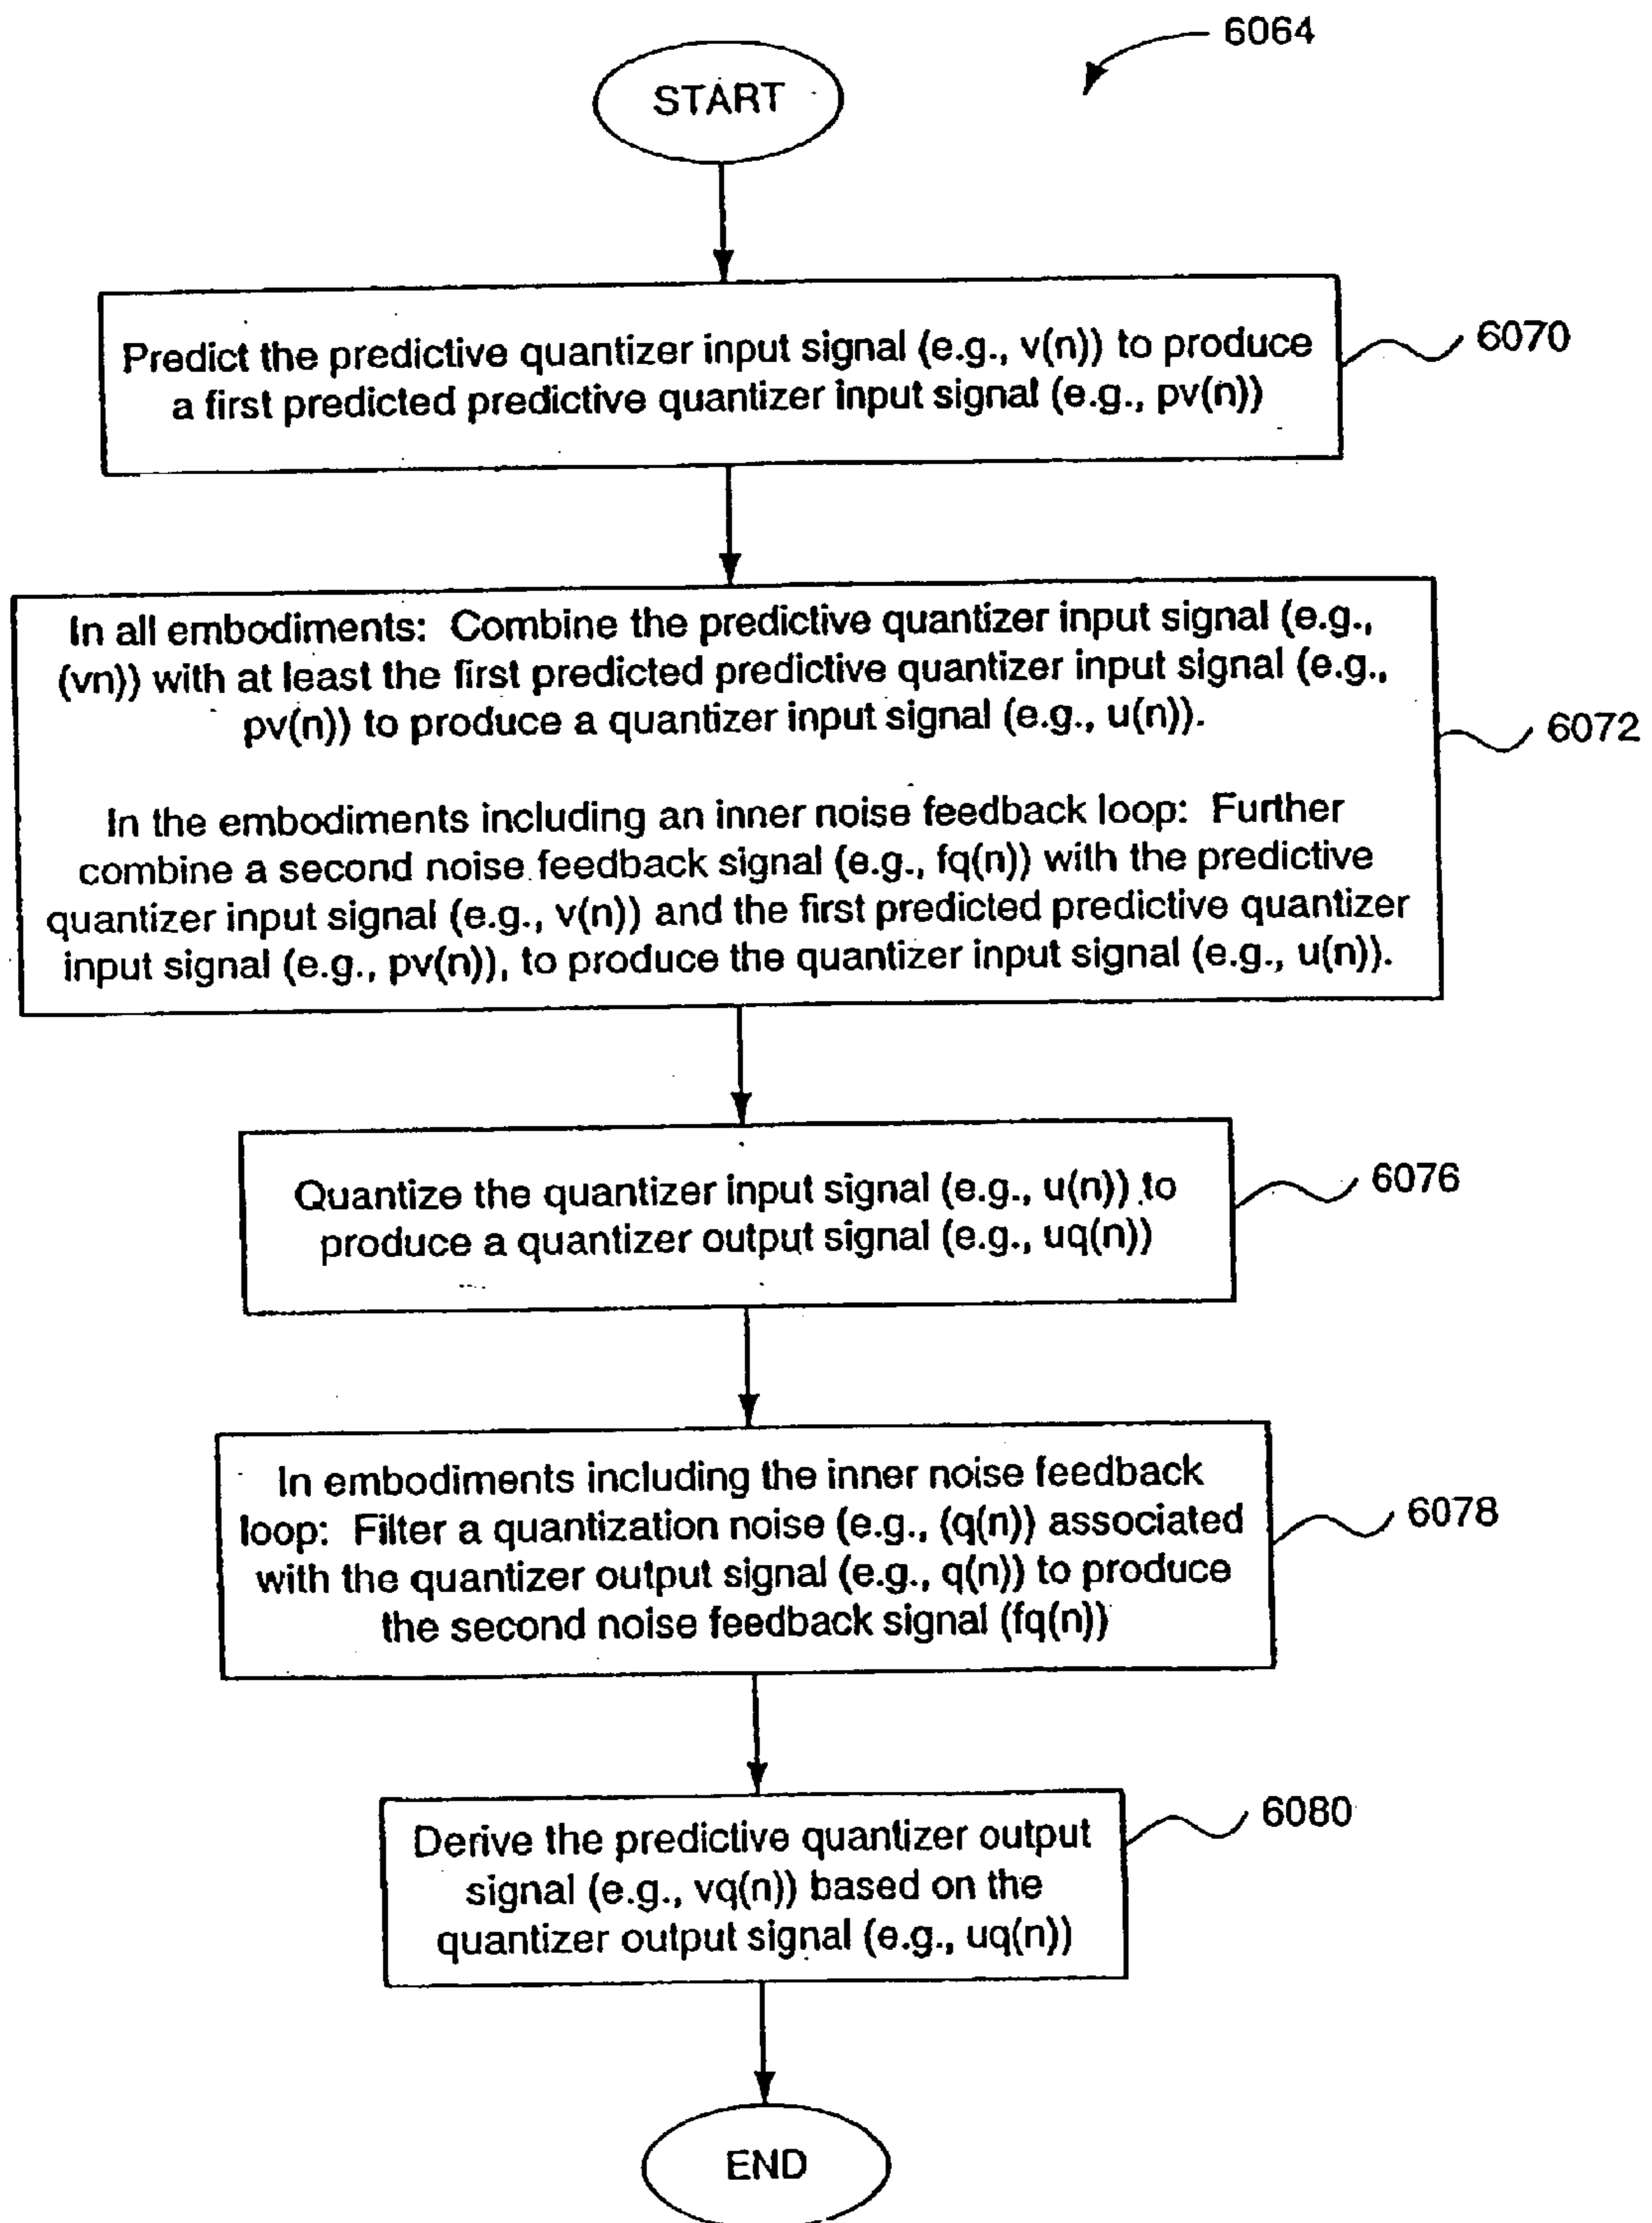 6064
START
Predict the predictive quantizer input signal (e.g., v(n)) to produce
a first predicted predictive quantizer input signal (e.g., pv(n))
6070
In all embodiments: Combine the predictive quantizer input signal (e.g.,
(vn)) with at least the first predicted predictive quantizer input signal (e.g.,
pv(n)) to produce a quantizer input signal (e.g., u(n)).
6072
In the embodiments including an inner noise feedback loop: Further
combine a second noise feedback signal (e.g., fq(n)) with the predictive
quantizer input signal (e.g., v(n)) and the first predicted predictive quantizer
input signal (e.g., pv(n)), to produce the quantizer input signal (e.g., u(n)).
Quantize the quantizer input signal (e.g., u(n)) to
produce a quantizer output signal (e.g., uq(n))
6076
In embodiments including the inner noise feedback
loop: Filter a quantization noise (e.g., (q(n)) associated
with the quantizer output signal (e.g., q(n)) to produce
the second noise feedback signal (fq(n))
6078
Derive the predictive quantizer output
signal (e.g., vq(n)) based on the
quantizer output signal (e.g., uq(n))
6080
END